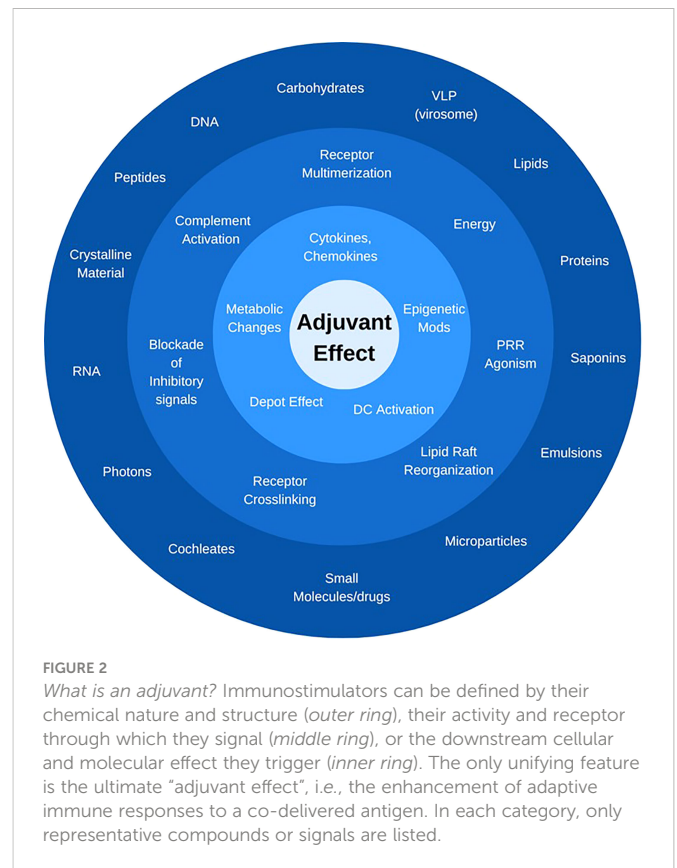 Carbohydrates
VLP
(virosome)
DNA
Lipids
Peptides
Receptor
Multimerization
Complement
Activation
Energy
Cytokines,
Chemokines
Crystalline
Material
Proteins
Metabolic
Changes
Adjuvant
Effect
Epigenetic
Mods
Blockade
of
Inhibitory
signals
PRR
Agonism
Saponins
RNA
Depot Effect
DC Activation
Lipid Raft
Reorganization
Emulsions
Photons
Receptor
Crosslinking
Cochleates
Microparticles
Small
Molecules/drugs
FIGURE 2
What is an adjuvant? Immunostimulators can be defined by their
chemical nature and structure (outer ring), their activity and receptor
through which they signal (middle ring), or the downstream cellular
and molecular effect they trigger (inner ring). The only unifying feature
is the ultimate “adjuvant effect“, i.e., the enhancement of adaptive
immune responses to a co-delivered antigen. In each category, only
representative compounds or signals are listed.